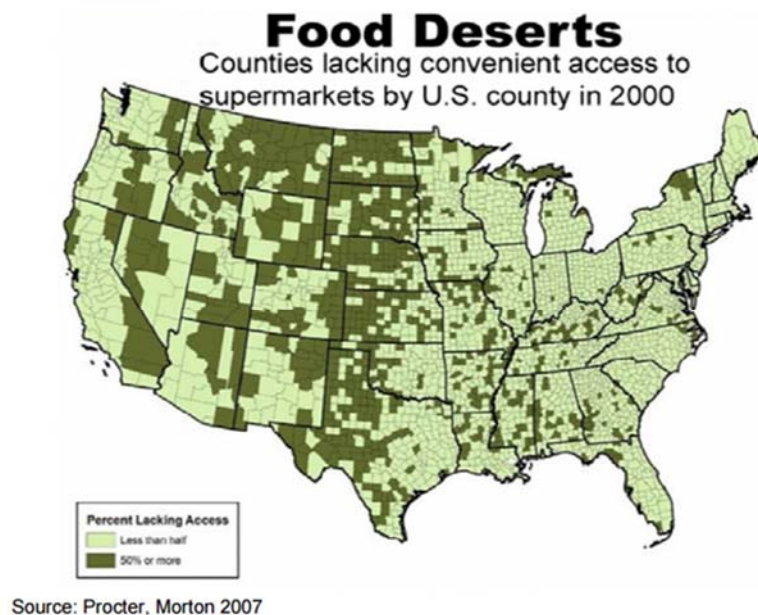 Food Deserts
Counties lacking convenient access to
supermarkets by U.S. county in 2000
Percent Lacking Access
Less than half
50% or more
Source: Procter, Morton 2007